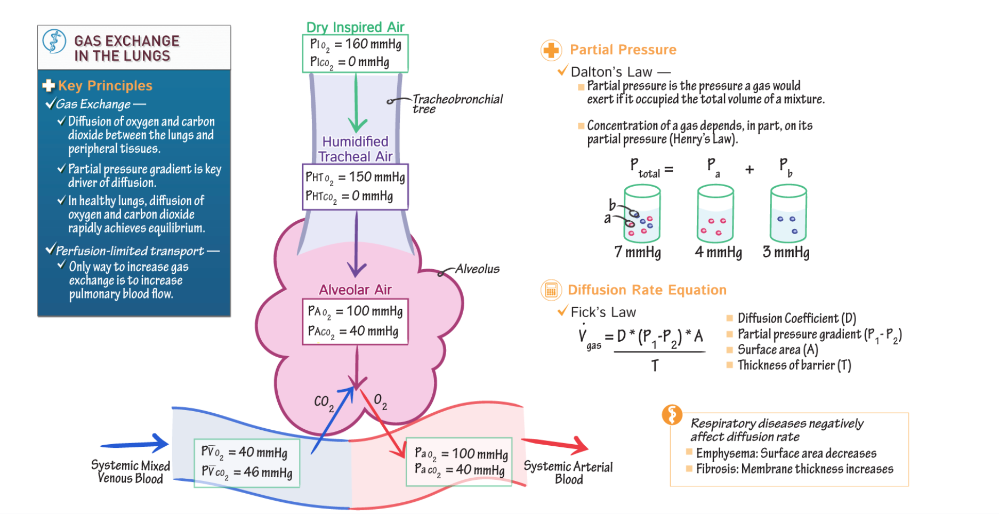 GAS EXCHANGE
IN THE LUNGS
Key Principles
Gas Exchange —
Diffusion of oxygen and carbon
dioxide between the lungs and
peripheral tissues.
Partial pressure gradient is key
driver of diffusion.
In healthy lungs, diffusion of
oxygen and carbon dioxide
rapidly achieves equilibrium.
Perfusion-limited transport —
Only way to increase gas
exchange is to increase
pulmonary blood flow.
Dry Inspired Air
PIO₂ = 160 mmHg
PICO₂ = 0 mmHg
Tracheobronchial
tree
Humidified
Tracheal Air
PHTO₂ = 150 mmHg
PHTCO₂ = 0 mmHg
Alveolus
Alveolar Air
PAO₂ = 100 mmHg
PACO₂ = 40 mmHg
CO₂
O₂
Systemic Mixed
Venous Blood
PV̅O₂ = 40 mmHg
PV̅CO₂ = 46 mmHg
PaO₂ = 100 mmHg
PaCO₂ = 40 mmHg
Systemic Arterial
Blood
Partial Pressure
Dalton's Law —
Partial pressure is the pressure a gas would
exert if it occupied the total volume of a mixture.
Concentration of a gas depends, in part, on its
partial pressure (Henry's Law).
P total = P a + P b
b
a
7 mmHg 4 mmHg 3 mmHg
Diffusion Rate Equation
Fick's Law
V̇gas = D * (P₁-P₂) * A
T
Diffusion Coefficient (D)
Partial pressure gradient (P₁- P₂)
Surface area (A)
Thickness of barrier (T)
Respiratory diseases negatively
affect diffusion rate
Emphysema: Surface area decreases
Fibrosis: Membrane thickness increases